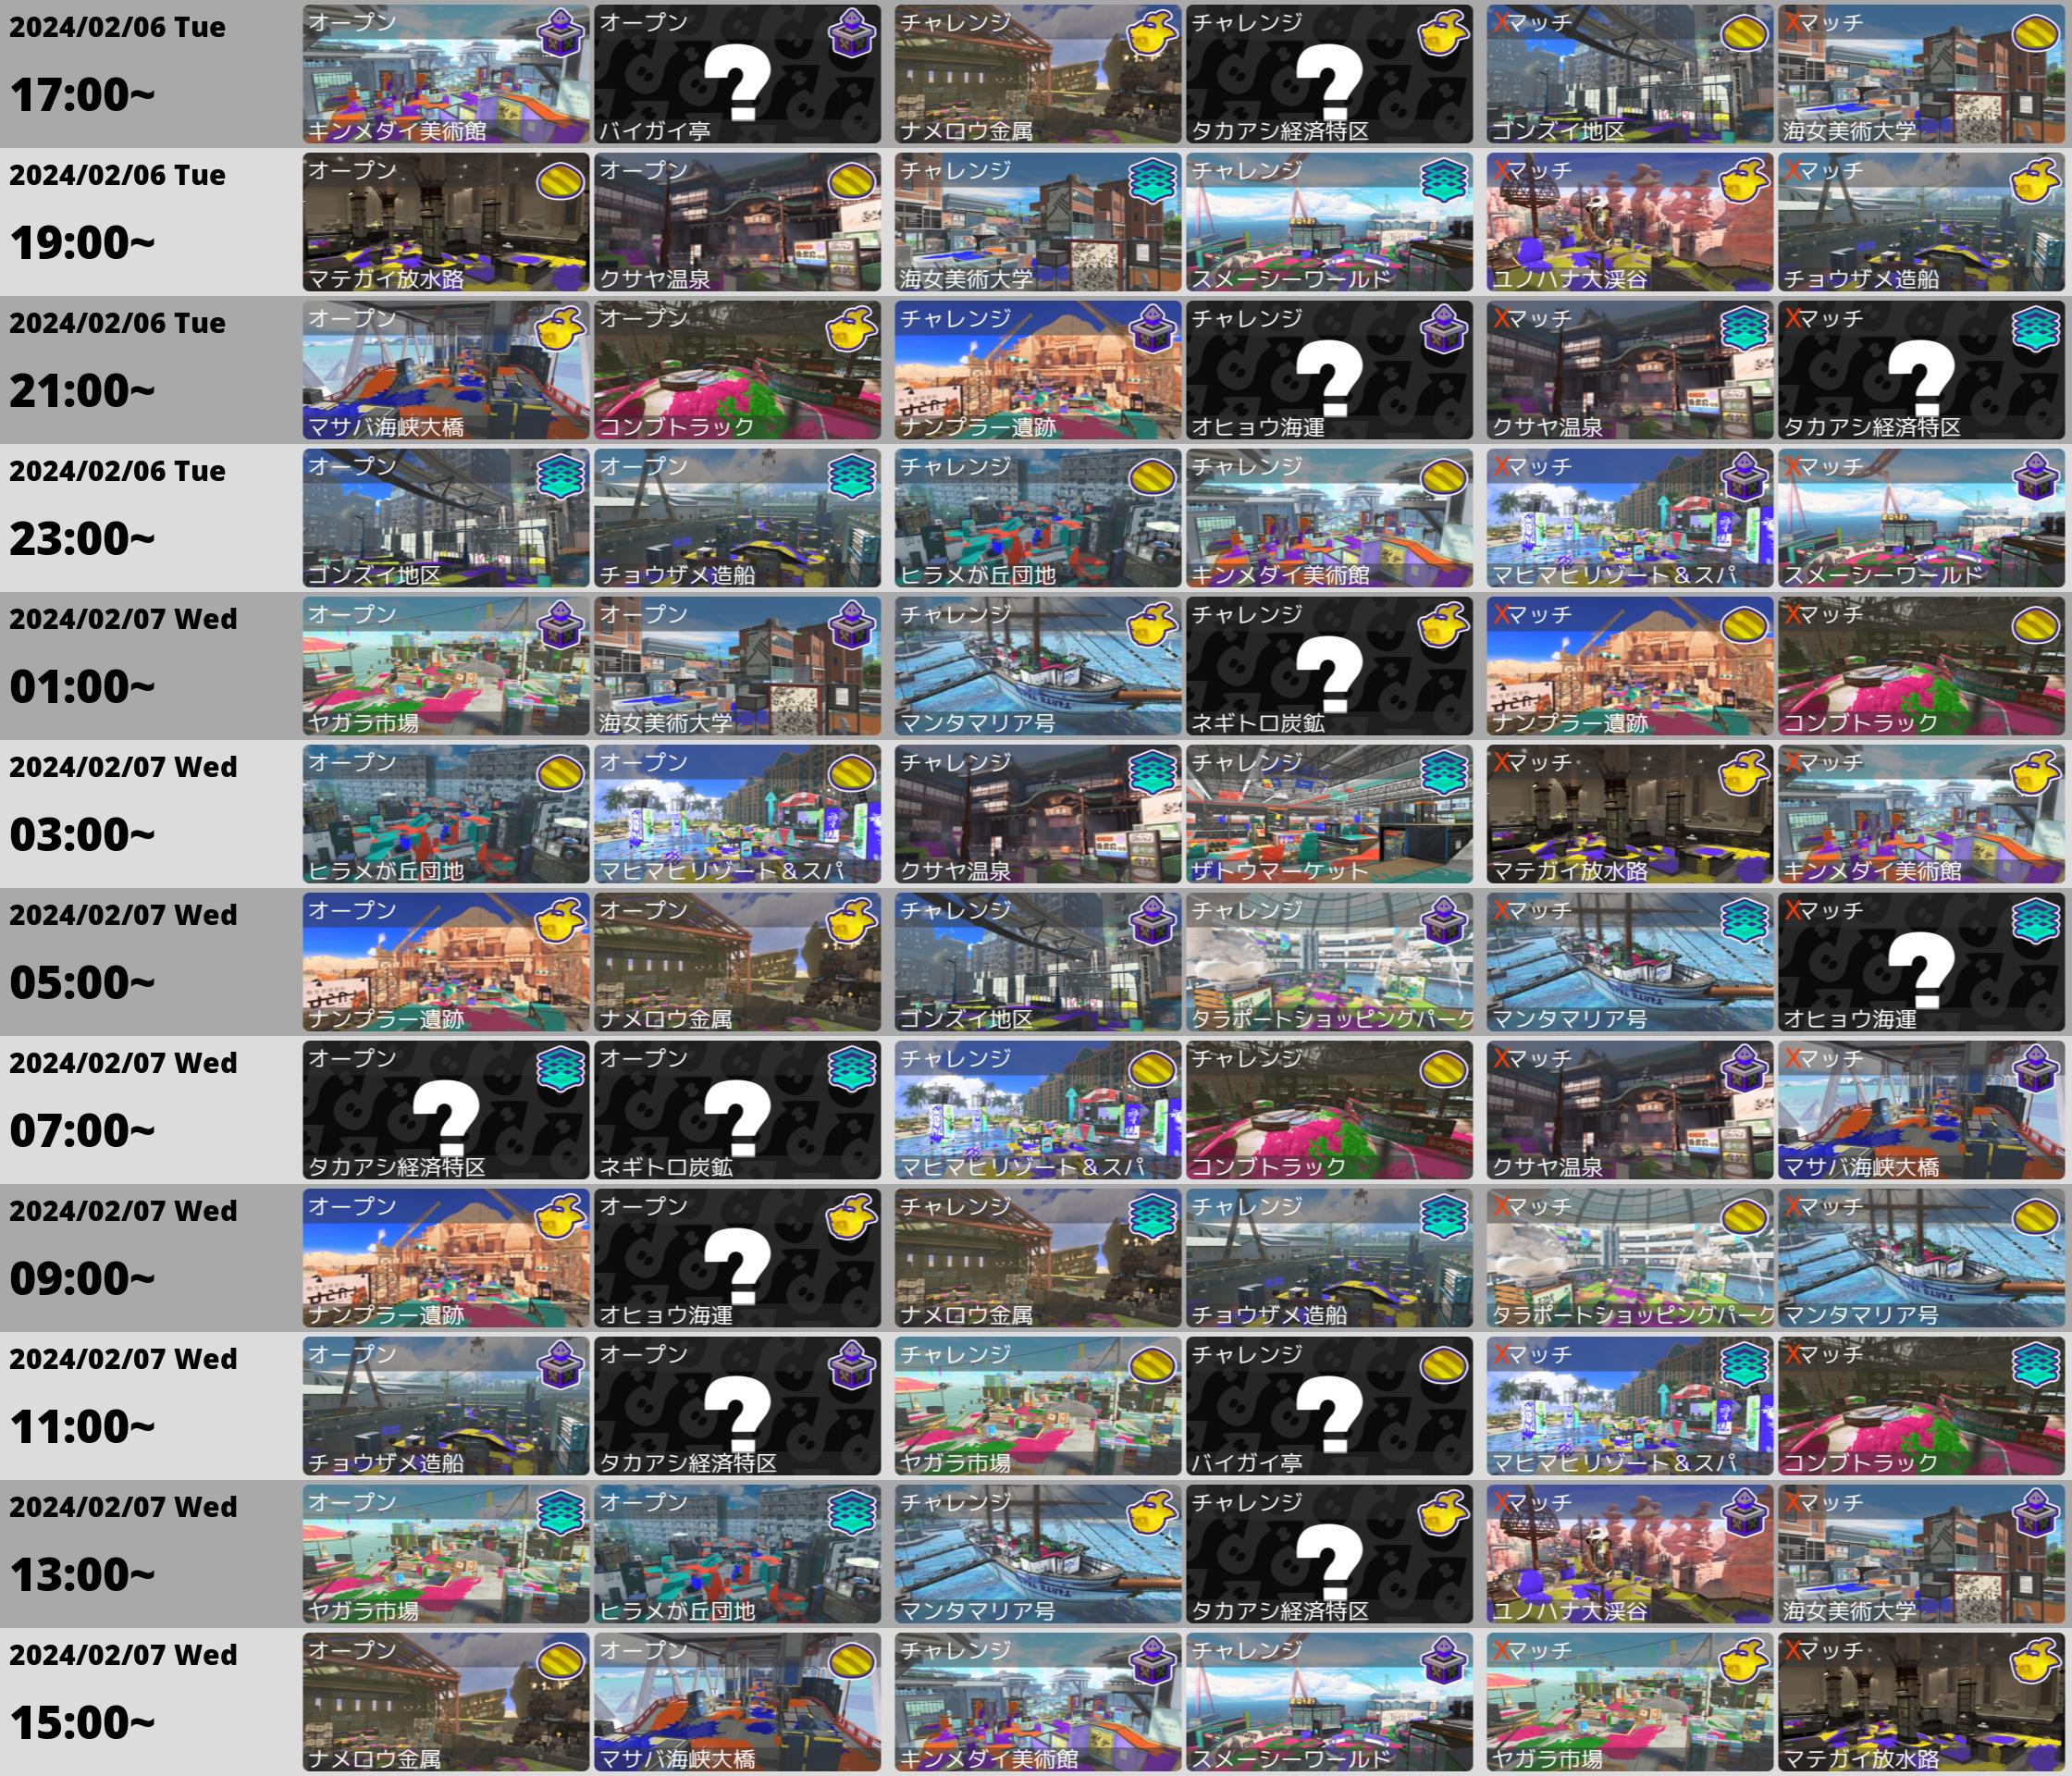 2024/02/06 Tue
17:00~
オープン
キンメダイ美術館
オープン
バイガイ亭
チャレンジ
ナメロウ金属
チャレンジ
タカアシ経済特区
Xマッチ
ゴンズイ地区
Xマッチ
海女美術大学
2024/02/06 Tue
19:00~
オープン
マテガイ放水路
オープン
クサヤ温泉
チャレンジ
海女美術大学
チャレンジ
スメーシーワールド
Xマッチ
ユノハナ大渓谷
Xマッチ
チョウザメ造船
2024/02/06 Tue
21:00~
オープン
マサバ海峡大橋
オープン
コンブトラック
チャレンジ
ナンプラー遺跡
チャレンジ
オヒョウ海運
Xマッチ
クサヤ温泉
Xマッチ
タカアシ経済特区
2024/02/06 Tue
23:00~
オープン
ゴンズイ地区
オープン
チョウザメ造船
チャレンジ
ヒラメが丘団地
チャレンジ
キンメダイ美術館
Xマッチ
マヒマヒリゾート＆スパ
Xマッチ
スメーシーワールド
2024/02/07 Wed
01:00~
オープン
ヤガラ市場
オープン
海女美術大学
チャレンジ
マンタマリア号
チャレンジ
ネギトロ炭鉱
Xマッチ
ナンプラー遺跡
Xマッチ
コンブトラック
2024/02/07 Wed
03:00~
オープン
ヒラメが丘団地
オープン
マヒマヒリゾート＆スパ
チャレンジ
クサヤ温泉
チャレンジ
ザトウマーケット
Xマッチ
マテガイ放水路
Xマッチ
キンメダイ美術館
2024/02/07 Wed
05:00~
オープン
ナンプラー遺跡
オープン
ナメロウ金属
チャレンジ
ゴンズイ地区
チャレンジ
タラポートショッピングパーク
Xマッチ
マンタマリア号
Xマッチ
オヒョウ海運
2024/02/07 Wed
07:00~
オープン
タカアシ経済特区
オープン
ネギトロ炭鉱
チャレンジ
マヒマヒリゾート＆スパ
チャレンジ
コンブトラック
Xマッチ
クサヤ温泉
Xマッチ
マサバ海峡大橋
2024/02/07 Wed
09:00~
オープン
ナンプラー遺跡
オープン
オヒョウ海運
チャレンジ
ナメロウ金属
チャレンジ
チョウザメ造船
Xマッチ
タラポートショッピングパーク
Xマッチ
マンタマリア号
2024/02/07 Wed
11:00~
オープン
チョウザメ造船
オープン
タカアシ経済特区
チャレンジ
ヤガラ市場
チャレンジ
バイガイ亭
Xマッチ
マヒマヒリゾート＆スパ
Xマッチ
コンブトラック
2024/02/07 Wed
13:00~
オープン
ヤガラ市場
オープン
ヒラメが丘団地
チャレンジ
マンタマリア号
チャレンジ
タカアシ経済特区
Xマッチ
ユノハナ大渓谷
Xマッチ
海女美術大学
2024/02/07 Wed
15:00~
オープン
ナメロウ金属
オープン
マサバ海峡大橋
チャレンジ
キンメダイ美術館
チャレンジ
スメーシーワールド
Xマッチ
ヤガラ市場
Xマッチ
マテガイ放水路